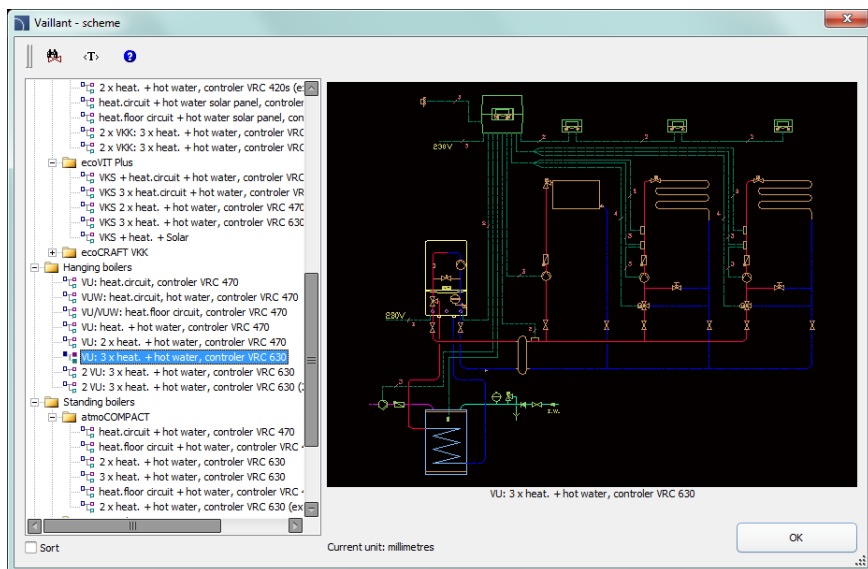 Vaillant - scheme
<T>
2 x heat. + hot water, controler VRC 420s (e
heat.circuit + hot water solar panel, controler
heat.floor circuit + hot water solar panel, con
2 x VKK: 3 x heat. + hot water, controler VRC
2 x VKK: 3 x heat. + hot water, controler VRC
ecoVIT Plus
VKS + heat.circuit + hot water, controler VRC
VKS 3 x heat.circuit + hot water, controler VR
VKS 2 x heat. + hot water, controler VRC 470
VKS 3 x heat. + hot water, controler VRC 630
VKS + heat. + Solar
ecoCRAFT VKK
Hanging boilers
VU: heat.circuit, controler VRC 470
VUW: heat.circuit, hot water, controler VRC 470
VU/VUW: heat.floor circuit, controler VRC 470
VU: heat. + hot water, controler VRC 470
VU: 2 x heat. + hot water, controler VRC 470
VU: 3 x heat. + hot water, controler VRC 630
2 VU: 3 x heat. + hot water, controler VRC 630
2 VU: 3 x heat. + hot water, controler VRC 630 (
Standing boilers
atmoCOMPACT
heat.circuit + hot water, controler VRC 470
heat.floor circuit + hot water, controler VRC
2 x heat. + hot water, controler VRC 630
3 x heat. + hot water, controler VRC 630
heat.floor circuit + hot water, controler VRC
2 x heat. + hot water, controler VRC 630 (ex
Sort
230V
230V
z.w.
VU: 3 x heat. + hot water, controler VRC 630
Current unit: millimetres
OK